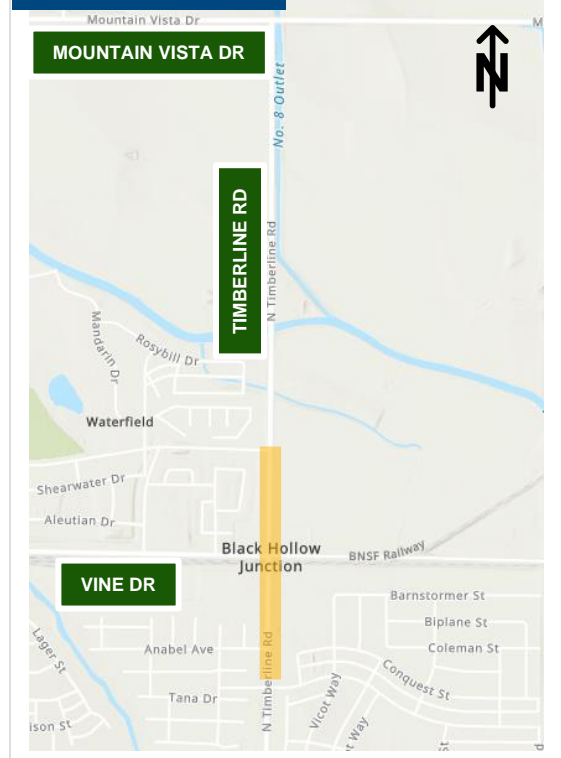 Mountain Vista Dr
M
MOUNTAIN VISTA DR
N
No. 8 Outlet
TIMBERLINE RD
N Timberline Rd
Mandarin Dr
Rosybill Dr
Waterfield
Shearwater Dr
Aleutian Dr
Black Hollow
Junction
BNSF Railway
VINE DR
Barnstormer St
Biplane St
Coleman St
Lager St
Anabel Ave
N Timberline Rd
Conquest St
Tana Dr
Vicot Way
Way
ison St